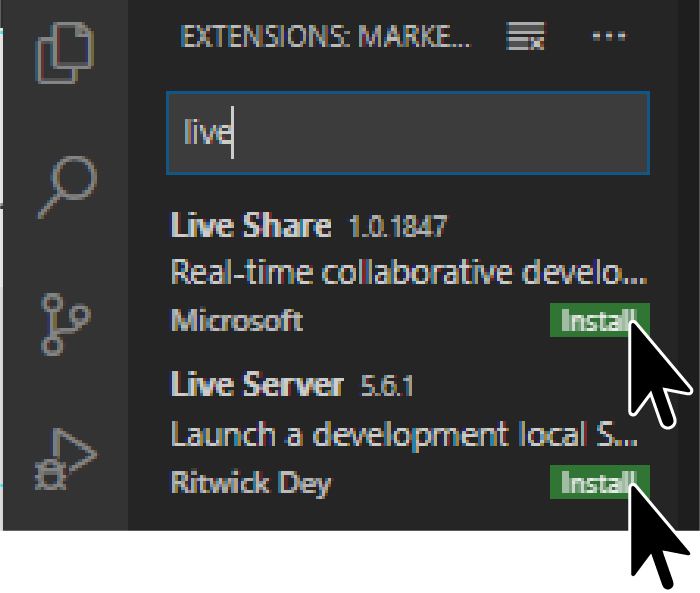 EXTENSIONS: MARKE...
live
Live Share 1.0.1847
Real-time collaborative develo...
Microsoft Install
Live Server 5.6.1
Launch a development local S...
Ritwick Dey Install